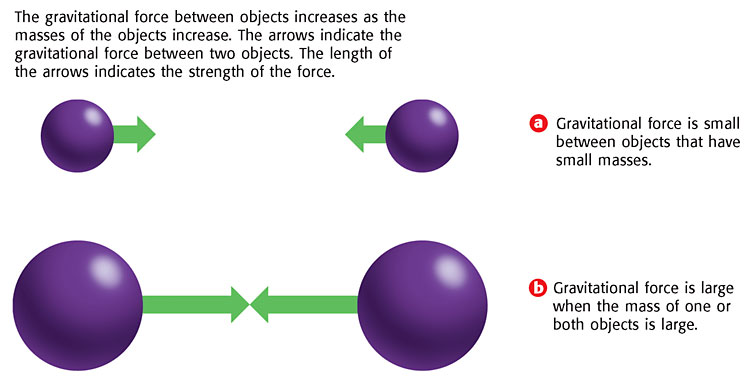 The gravitational force between objects increases as the
masses of the objects increase. The arrows indicate the
gravitational force between two objects. The length of
the arrows indicates the strength of the force.
a Gravitational force is small
between objects that have
small masses.
b Gravitational force is large
when the mass of one or
both objects is large.